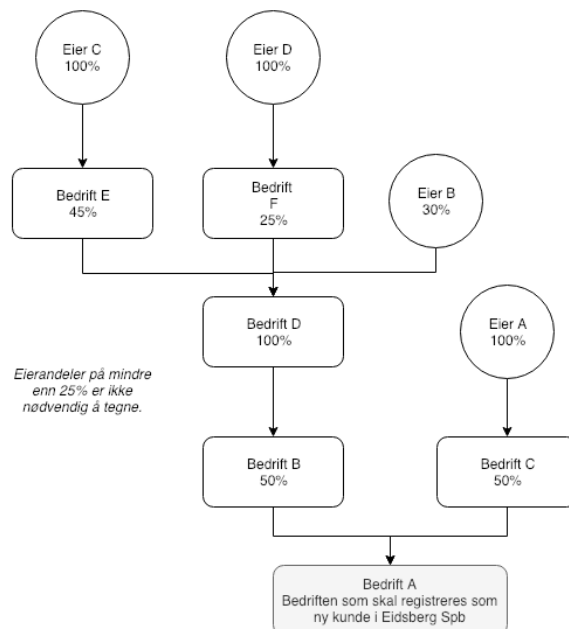 Eier C
100%
Eier D
100%
Bedrift E
45%
Bedrift
F
25%
Eier B
30%
Bedrift D
100%
Eier A
100%
Eierandeler på mindre
enn 25% er ikke
nødvendig å tegne.
Bedrift B
50%
Bedrift C
50%
Bedrift A
Bedriften som skal registreres som
ny kunde i Eidsberg Spb